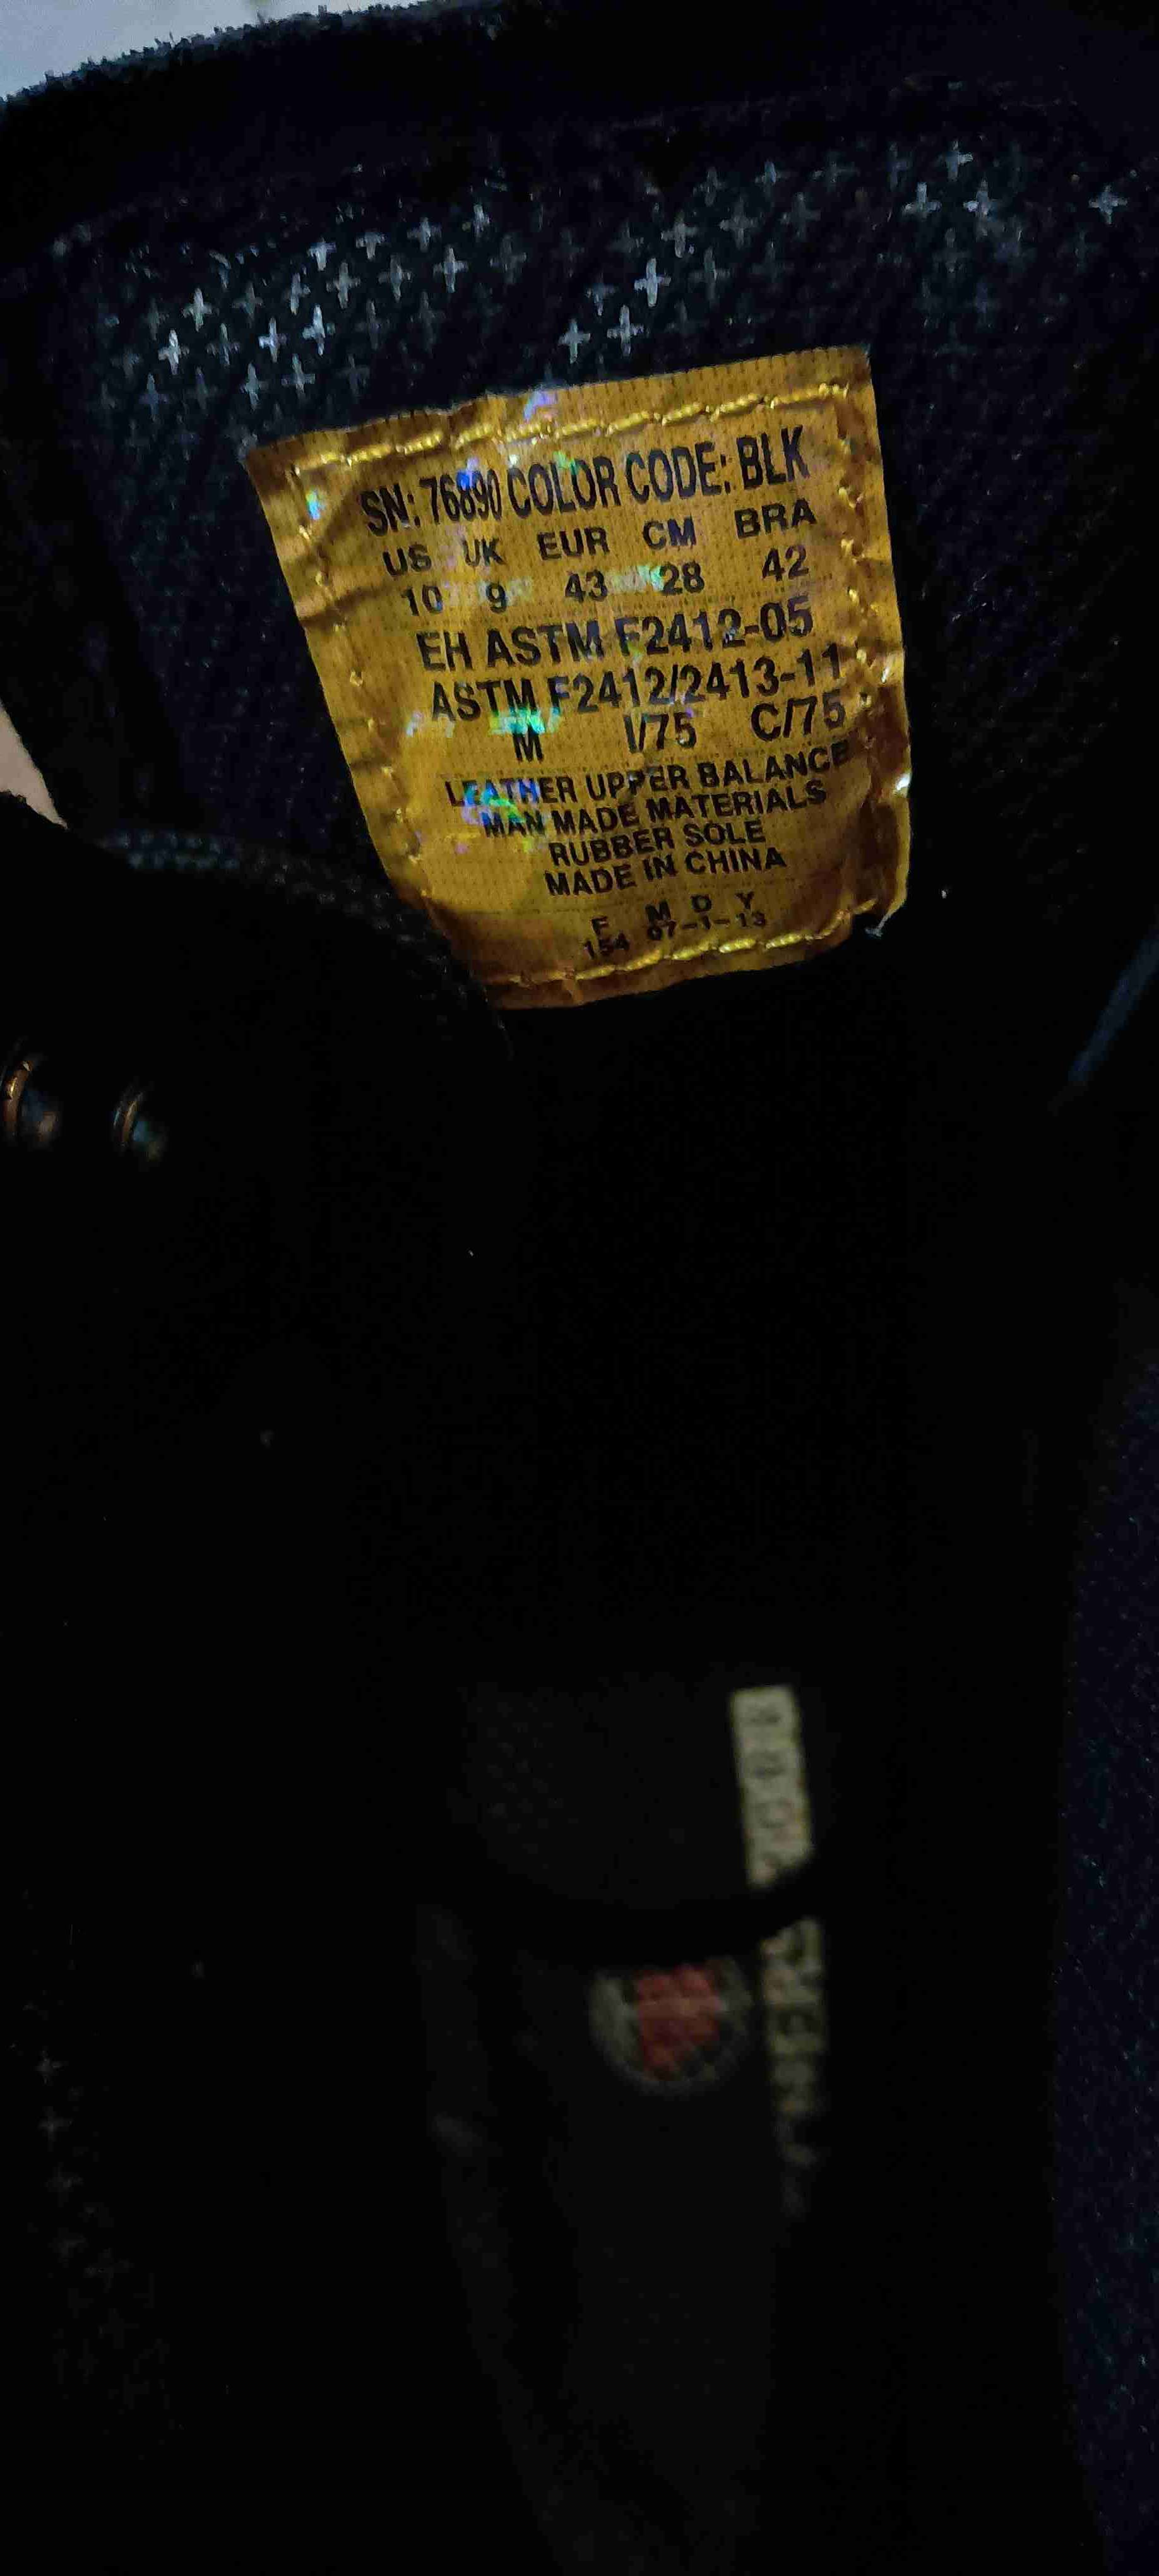 SN: 76890 COLOR CODE: BLK
US UK EUR CM BRA
10 9 43 28 42
EH ASTM F2412-05
ASTM F2412/2413-11
M I/75 C/75
LEATHER UPPER BALANCE
MAN MADE MATERIALS
RUBBER SOLE
MADE IN CHINA
F M D Y
154 07-1-13